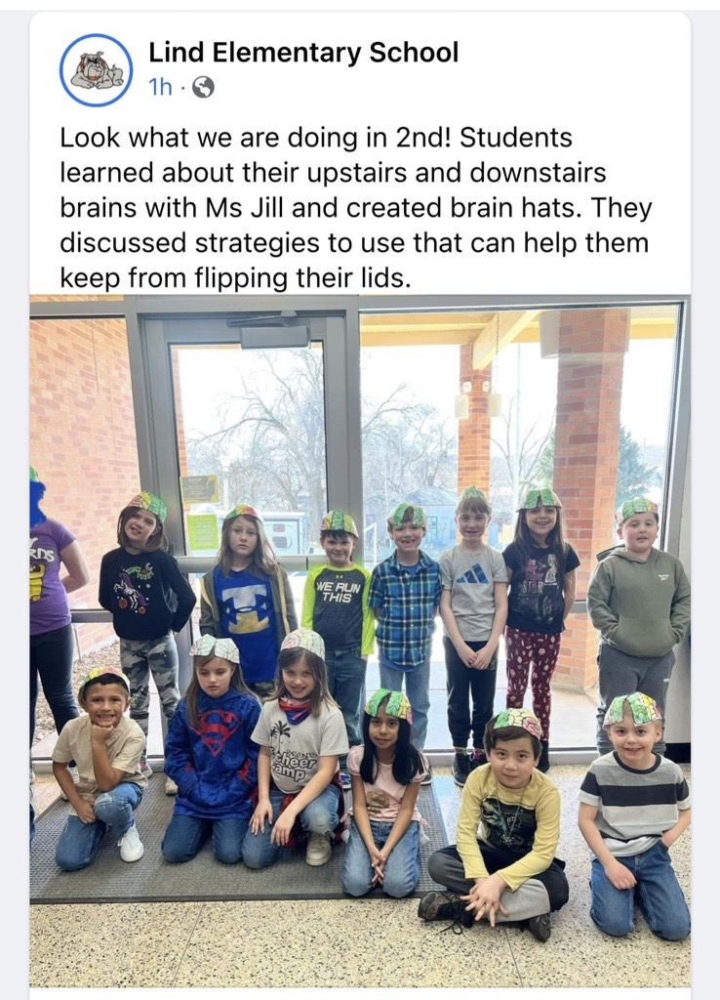 Lind Elementary School
1h
Look what we are doing in 2nd! Students
learned about their upstairs and downstairs
brains with Ms Jill and created brain hats. They
discussed strategies to use that can help them
keep from flipping their lids.
WE RUN
THIS
Cheer
Camp